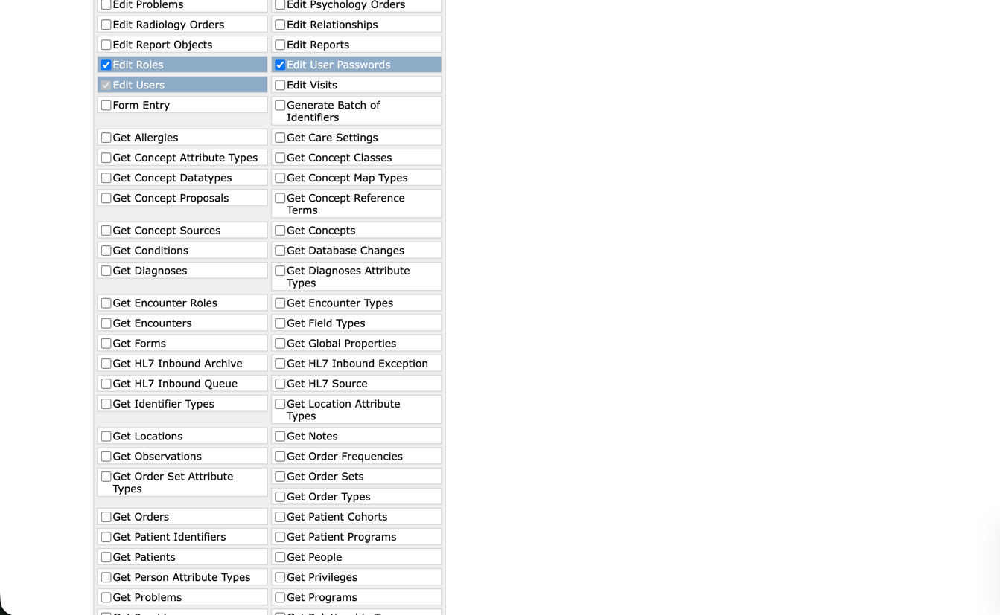 Edit Problems
Edit Psychology Orders
Edit Radiology Orders
Edit Relationships
Edit Report Objects
Edit Reports
Edit Roles
Edit User Passwords
Edit Users
Edit Visits
Form Entry
Generate Batch of
Identifiers
Get Allergies
Get Care Settings
Get Concept Attribute Types
Get Concept Classes
Get Concept Datatypes
Get Concept Map Types
Get Concept Proposals
Get Concept Reference
Terms
Get Concept Sources
Get Concepts
Get Conditions
Get Database Changes
Get Diagnoses
Get Diagnoses Attribute
Types
Get Encounter Roles
Get Encounter Types
Get Encounters
Get Field Types
Get Forms
Get Global Properties
Get HL7 Inbound Archive
Get HL7 Inbound Exception
Get HL7 Inbound Queue
Get HL7 Source
Get Identifier Types
Get Location Attribute
Types
Get Locations
Get Notes
Get Observations
Get Order Frequencies
Get Order Set Attribute
Types
Get Order Sets
Get Order Types
Get Orders
Get Patient Cohorts
Get Patient Identifiers
Get Patient Programs
Get Patients
Get People
Get Person Attribute Types
Get Privileges
Get Problems
Get Programs